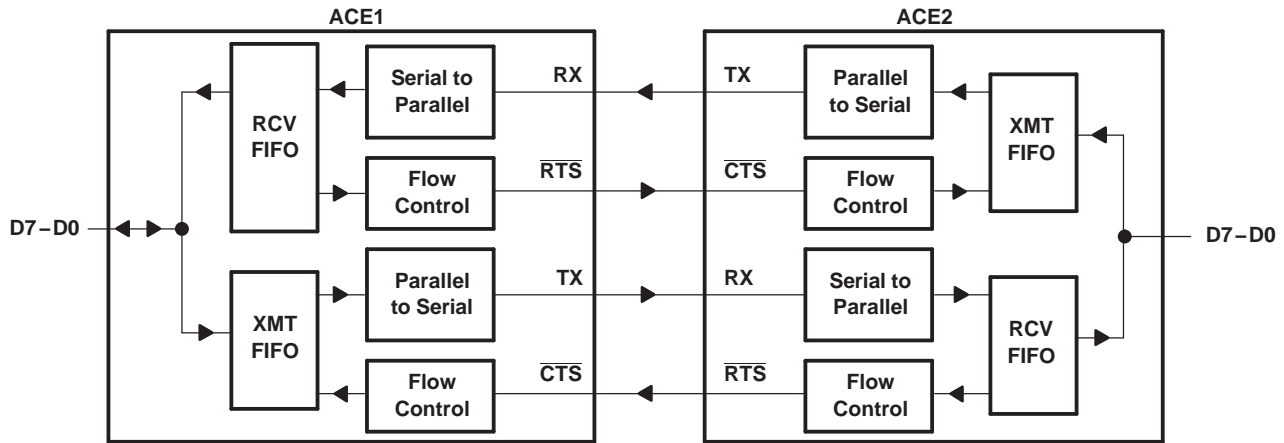 ACE1
RCV
FIFO
Serial to
Parallel
RX
Flow
Control
RTS
D7–D0
XMT
FIFO
Parallel
to Serial
TX
Flow
Control
CTS
ACE2
TX
Parallel
to Serial
XMT
FIFO
CTS
Flow
Control
D7–D0
RX
Serial to
Parallel
RCV
FIFO
RTS
Flow
Control